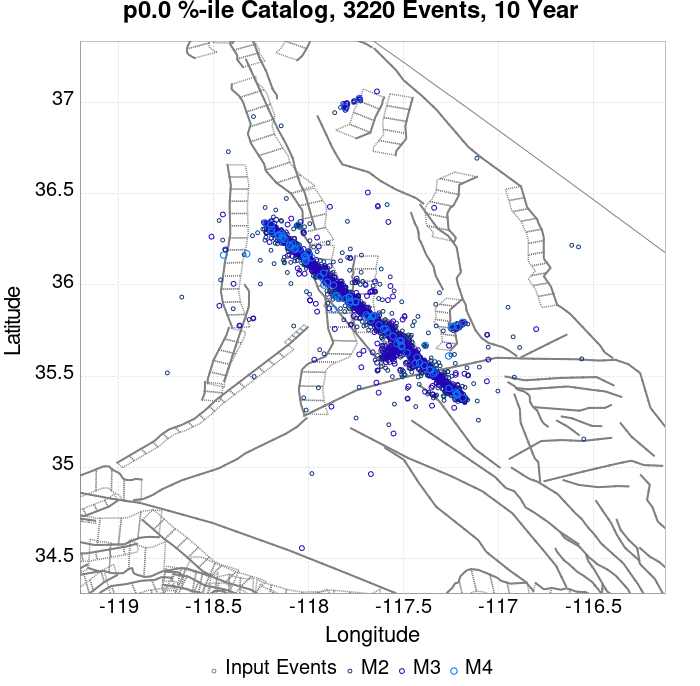 p0.0 %-ile Catalog, 3220 Events, 10 Year
Latitude
37
36.5
36
35.5
35
34.5
-119
-118.5
-118
-117.5
-117
-116.5
Longitude
Input Events
M2
M3
M4